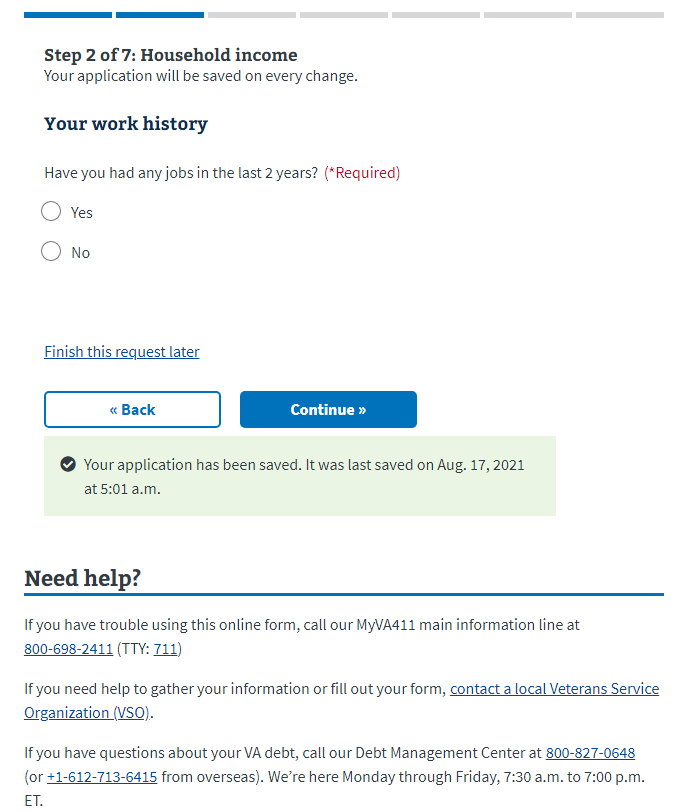 Step 2 of 7: Household income
Your application will be saved on every change.
Your work history
Have you had any jobs in the last 2 years? (*Required)
Yes
No
Finish this request later
« Back
Continue »
Your application has been saved. It was last saved on Aug. 17, 2021
at 5:01 a.m.
Need help?
If you have trouble using this online form, call our MyVA411 main information line at
800-698-2411 (TTY: 711)
If you need help to gather your information or fill out your form, contact a local Veterans Service
Organization (VSO).
If you have questions about your VA debt, call our Debt Management Center at 800-827-0648
(or +1-612-713-6415 from overseas). We’re here Monday through Friday, 7:30 a.m. to 7:00 p.m.
ET.